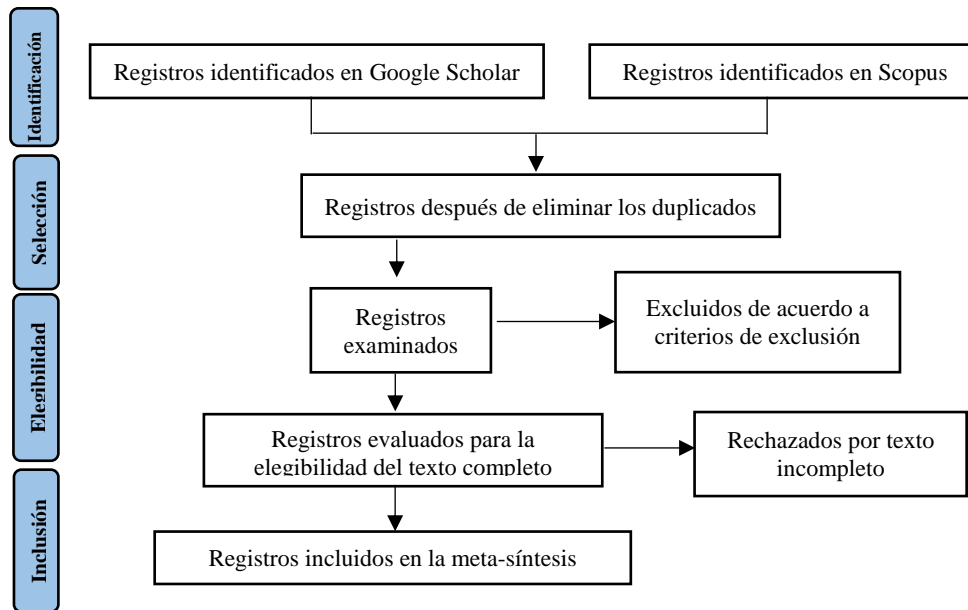 Identificación
Registros identificados en Google Scholar
Registros identificados en Scopus
Selección
Registros después de eliminar los duplicados
Elegibilidad
Registros
examinados
Excluidos de acuerdo a
criterios de exclusión
Registros evaluados para la
elegibilidad del texto completo
Rechazados por texto
incompleto
Inclusión
Registros incluidos en la meta-síntesis